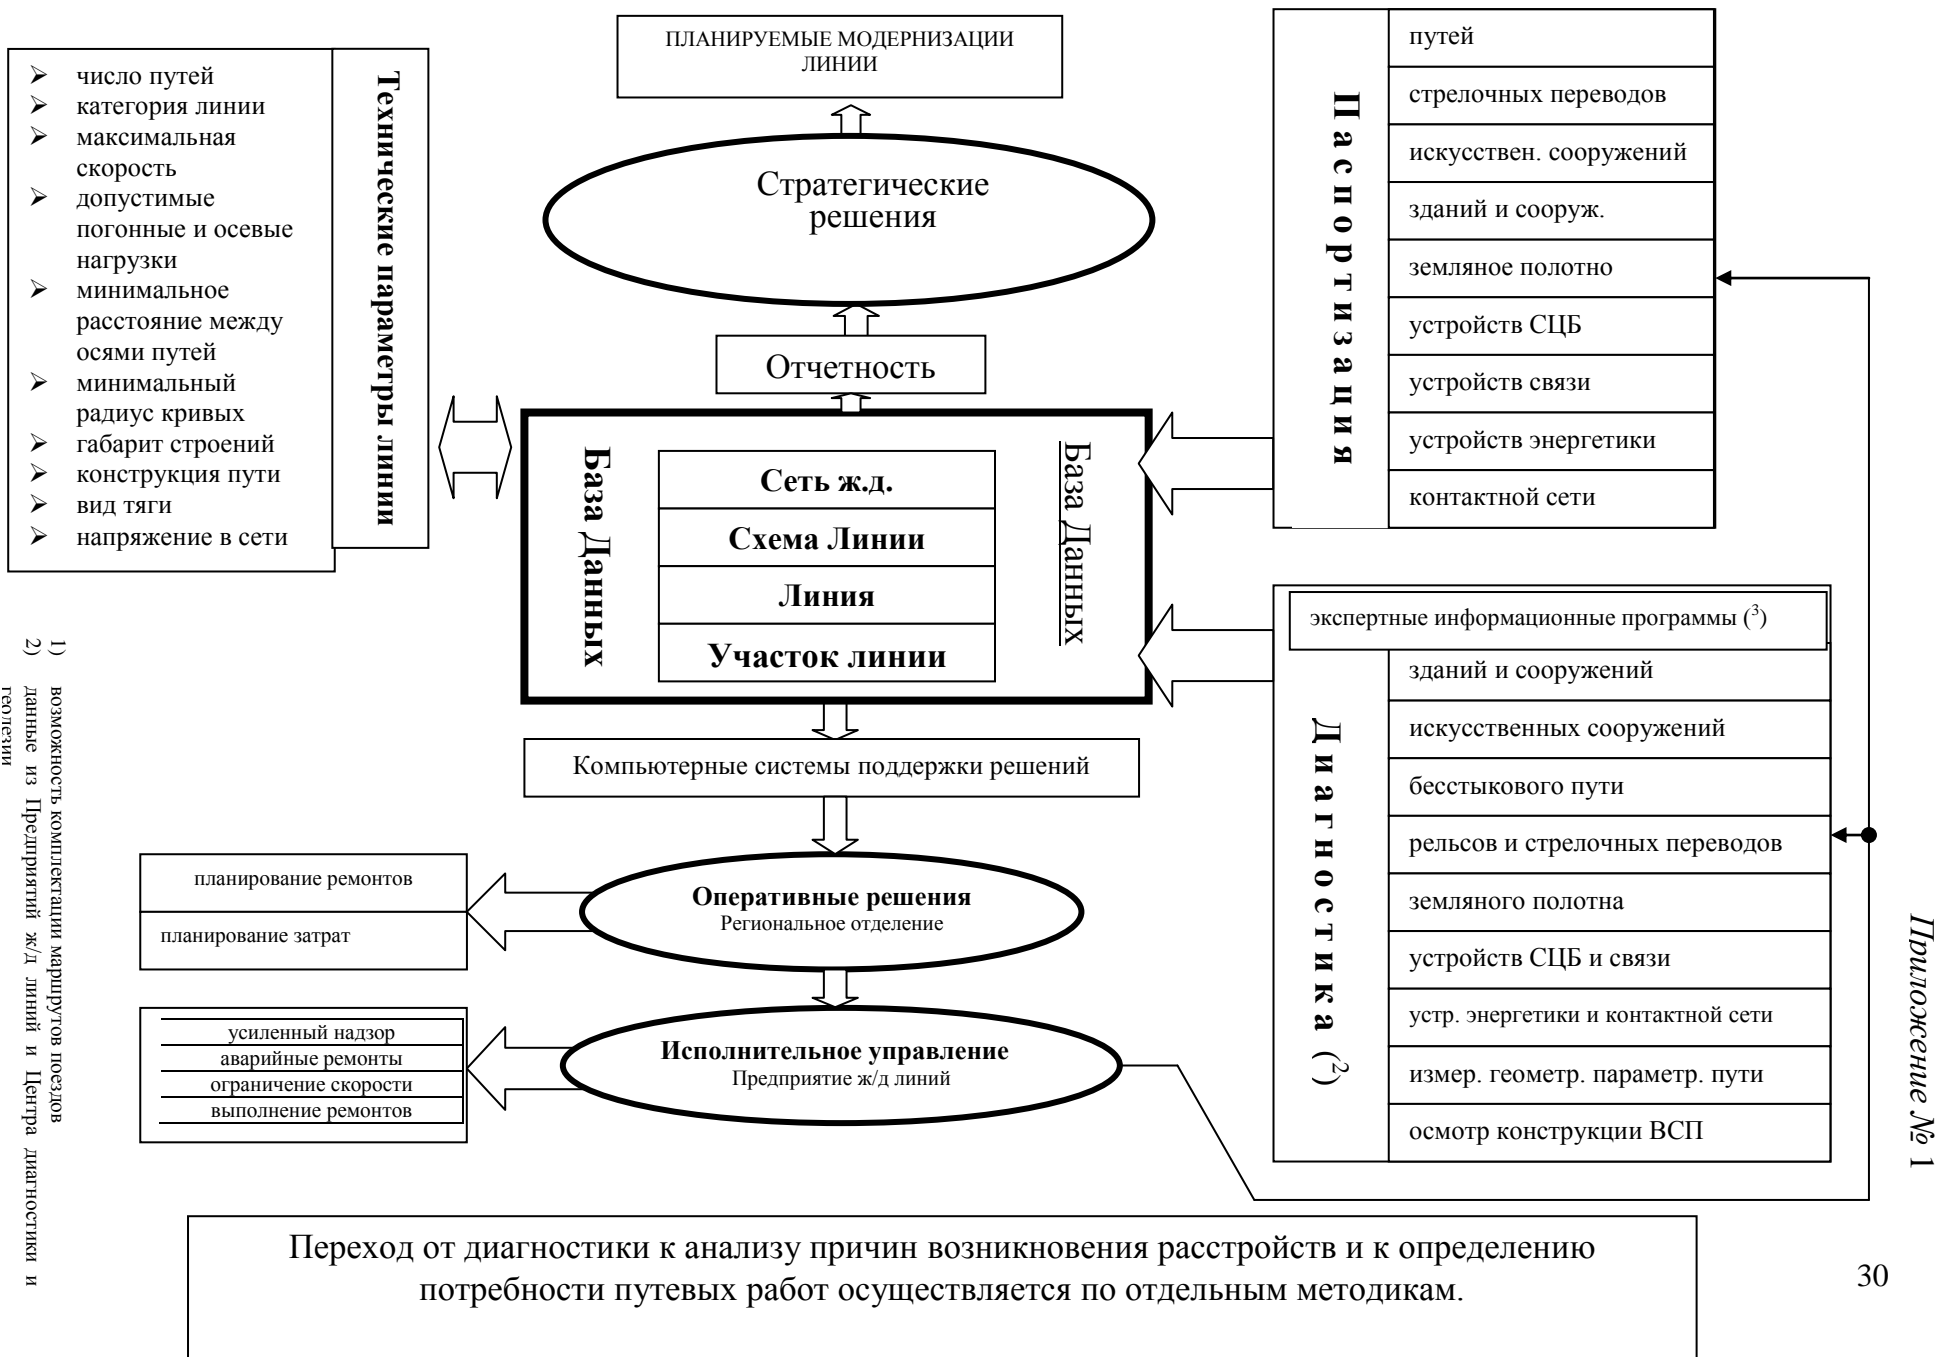 ПЛАНИРУЕМЫЕ МОДЕРНИЗАЦИИ
ЛИНИИ
Технические параметры линии
число путей
категория линии
максимальная
скорость
допустимые
погонные и осевые
нагрузки
минимальное
расстояние между
осями путей
минимальный
радиус кривых
габарит строений
конструкция пути
вид тяги
напряжение в сети
Стратегические
решения
Отчетность
База Данных
Сеть ж.д.
Схема Линии
Линия
Участок линии
База Данных
Паспортизация
путей
стрелочных переводов
искусствен. сооружений
зданий и сооруж.
земляное полотно
устройств СЦБ
устройств связи
устройств энергетики
контактной сети
экспертные информационные программы (3)
Диагностика (2)
зданий и сооружений
искусственных сооружений
бесстыкового пути
рельсов и стрелочных переводов
земляного полотна
устройств СЦБ и связи
устр. энергетики и контактной сети
измер. геометр. параметр. пути
осмотр конструкции ВСП
Компьютерные системы поддержки решений
Оперативные решения
Региональное отделение
планирование ремонтов
планирование затрат
Исполнительное управление
Предприятие ж/д линий
усиленный надзор
аварийные ремонты
ограничение скорости
выполнение ремонтов
1) возможность комплектации маршрутов поездов
2) данные из Предприятий ж/д линий и Центра диагностики и
геодезии
Приложение № 1
Переход от диагностики к анализу причин возникновения расстройств и к определению
потребности путевых работ осуществляется по отдельным методикам.
30